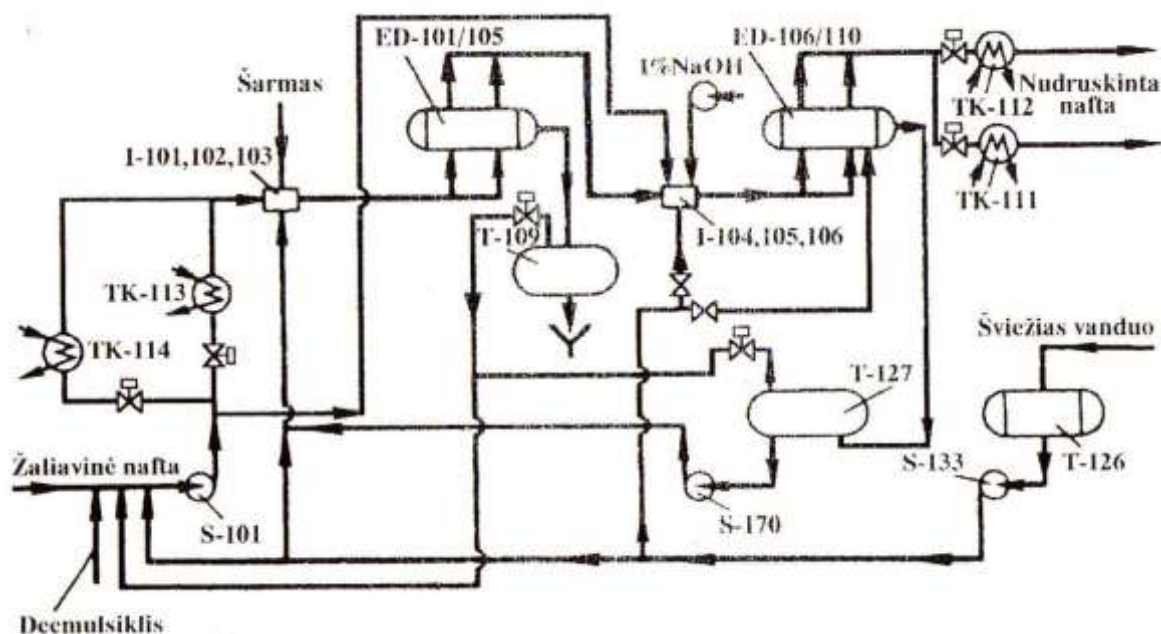 ED-101/105
ED-106/110
Šarmas
1%NaOH
Nudruskinta
nafta
TK-112
I-101,102,103
TK-111
T-109
I-104,105,106
TK-113
Šviežias vanduo
TK-114
T-127
Žaliavinė nafta
S-133
T-126
S-101
S-170
Deemulsiklis